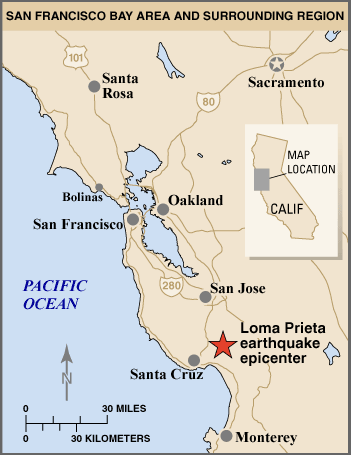 SAN FRANCISCO BAY AREA AND SURROUNDING REGION
101
Santa
Rosa
Sacramento
80
MAP
LOCATION
CALIF
Bolinas
Oakland
San Francisco
PACIFIC
OCEAN
280
San Jose
Loma Prieta
earthquake
epicenter
N
Santa Cruz
0 30 MILES
0 30 KILOMETERS
Monterey